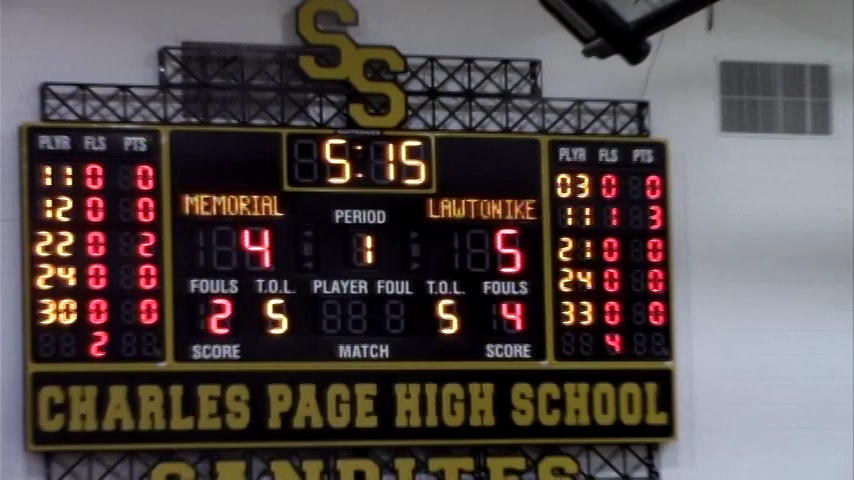 SS
PLYR FLS PTS
5:15
PLYR FLS PTS
11 0 0
12 0 0
22 0 2
24 0 0
30 0 0
2
MEMORIAL PERIOD LAWTONIKE
4 1 5
FOULS T.O.L. PLAYER FOUL T.O.L. FOULS
2 5 5 4
SCORE MATCH SCORE
03 0 0
11 1 3
21 0 0
24 0 0
33 0 0
4
CHARLES PAGE HIGH SCHOOL
SANDITES